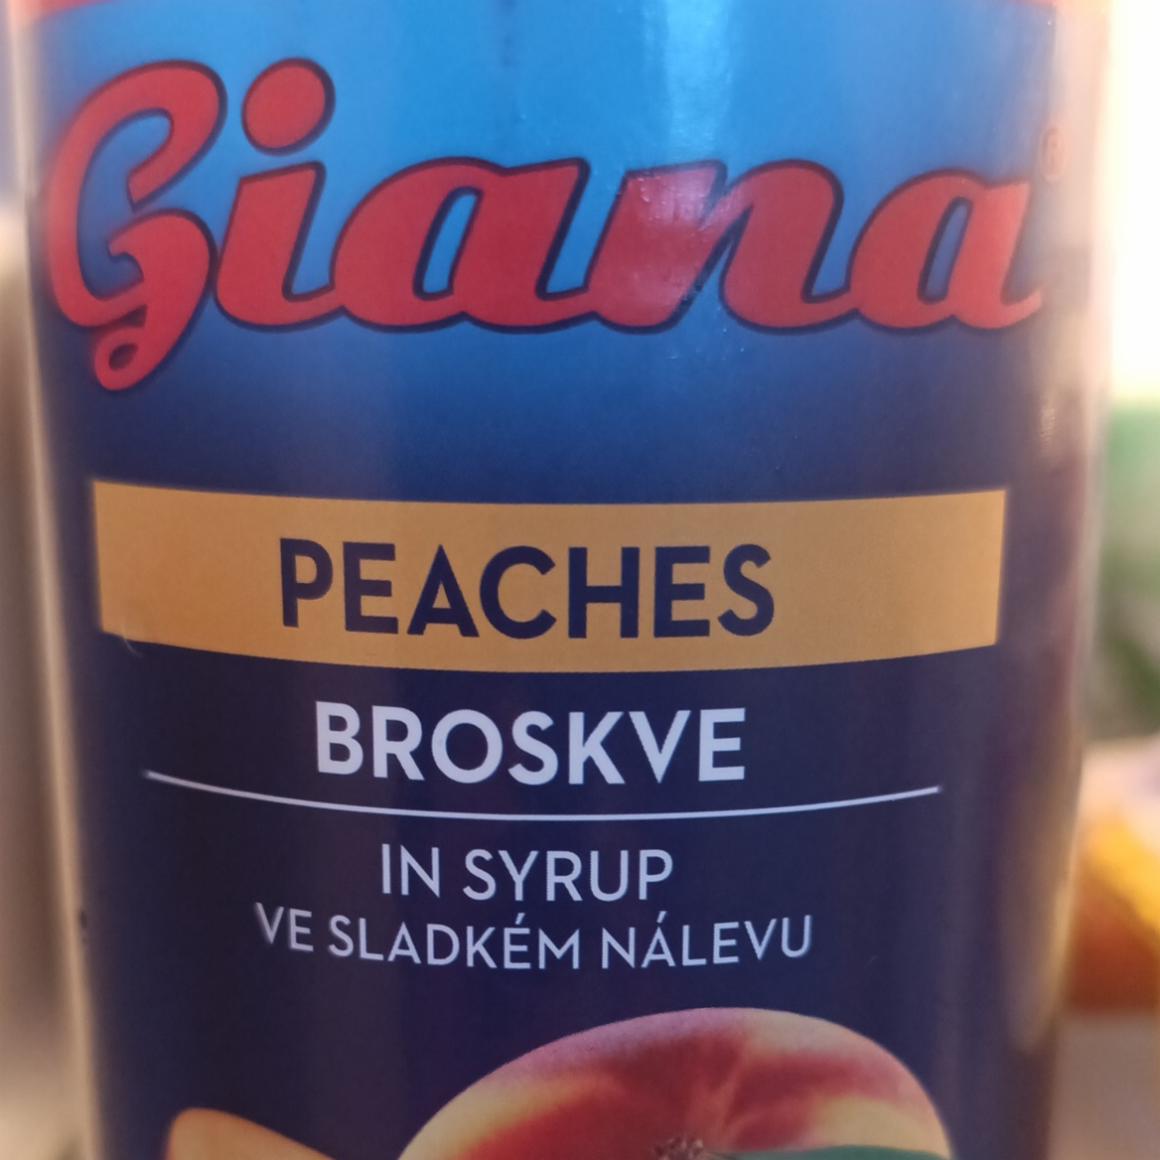 Giana®
PEACHES
BROSKVE
IN SYRUP
VE SLADKÉM NÁLEVU